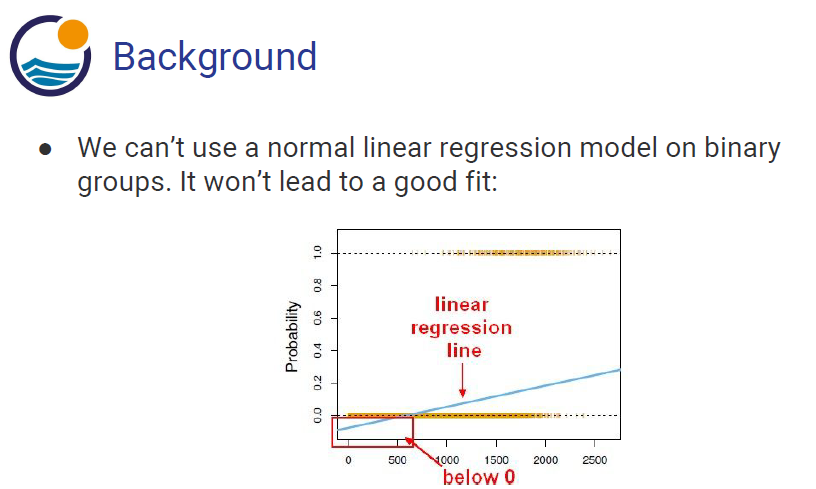 Background
● We can’t use a normal linear regression model on binary
groups. It won’t lead to a good fit:
1.0
0.8
0.6
0.4
0.2
0.0
Probability
linear
regression
line
0 500 1000 1500 2000 2500
below 0